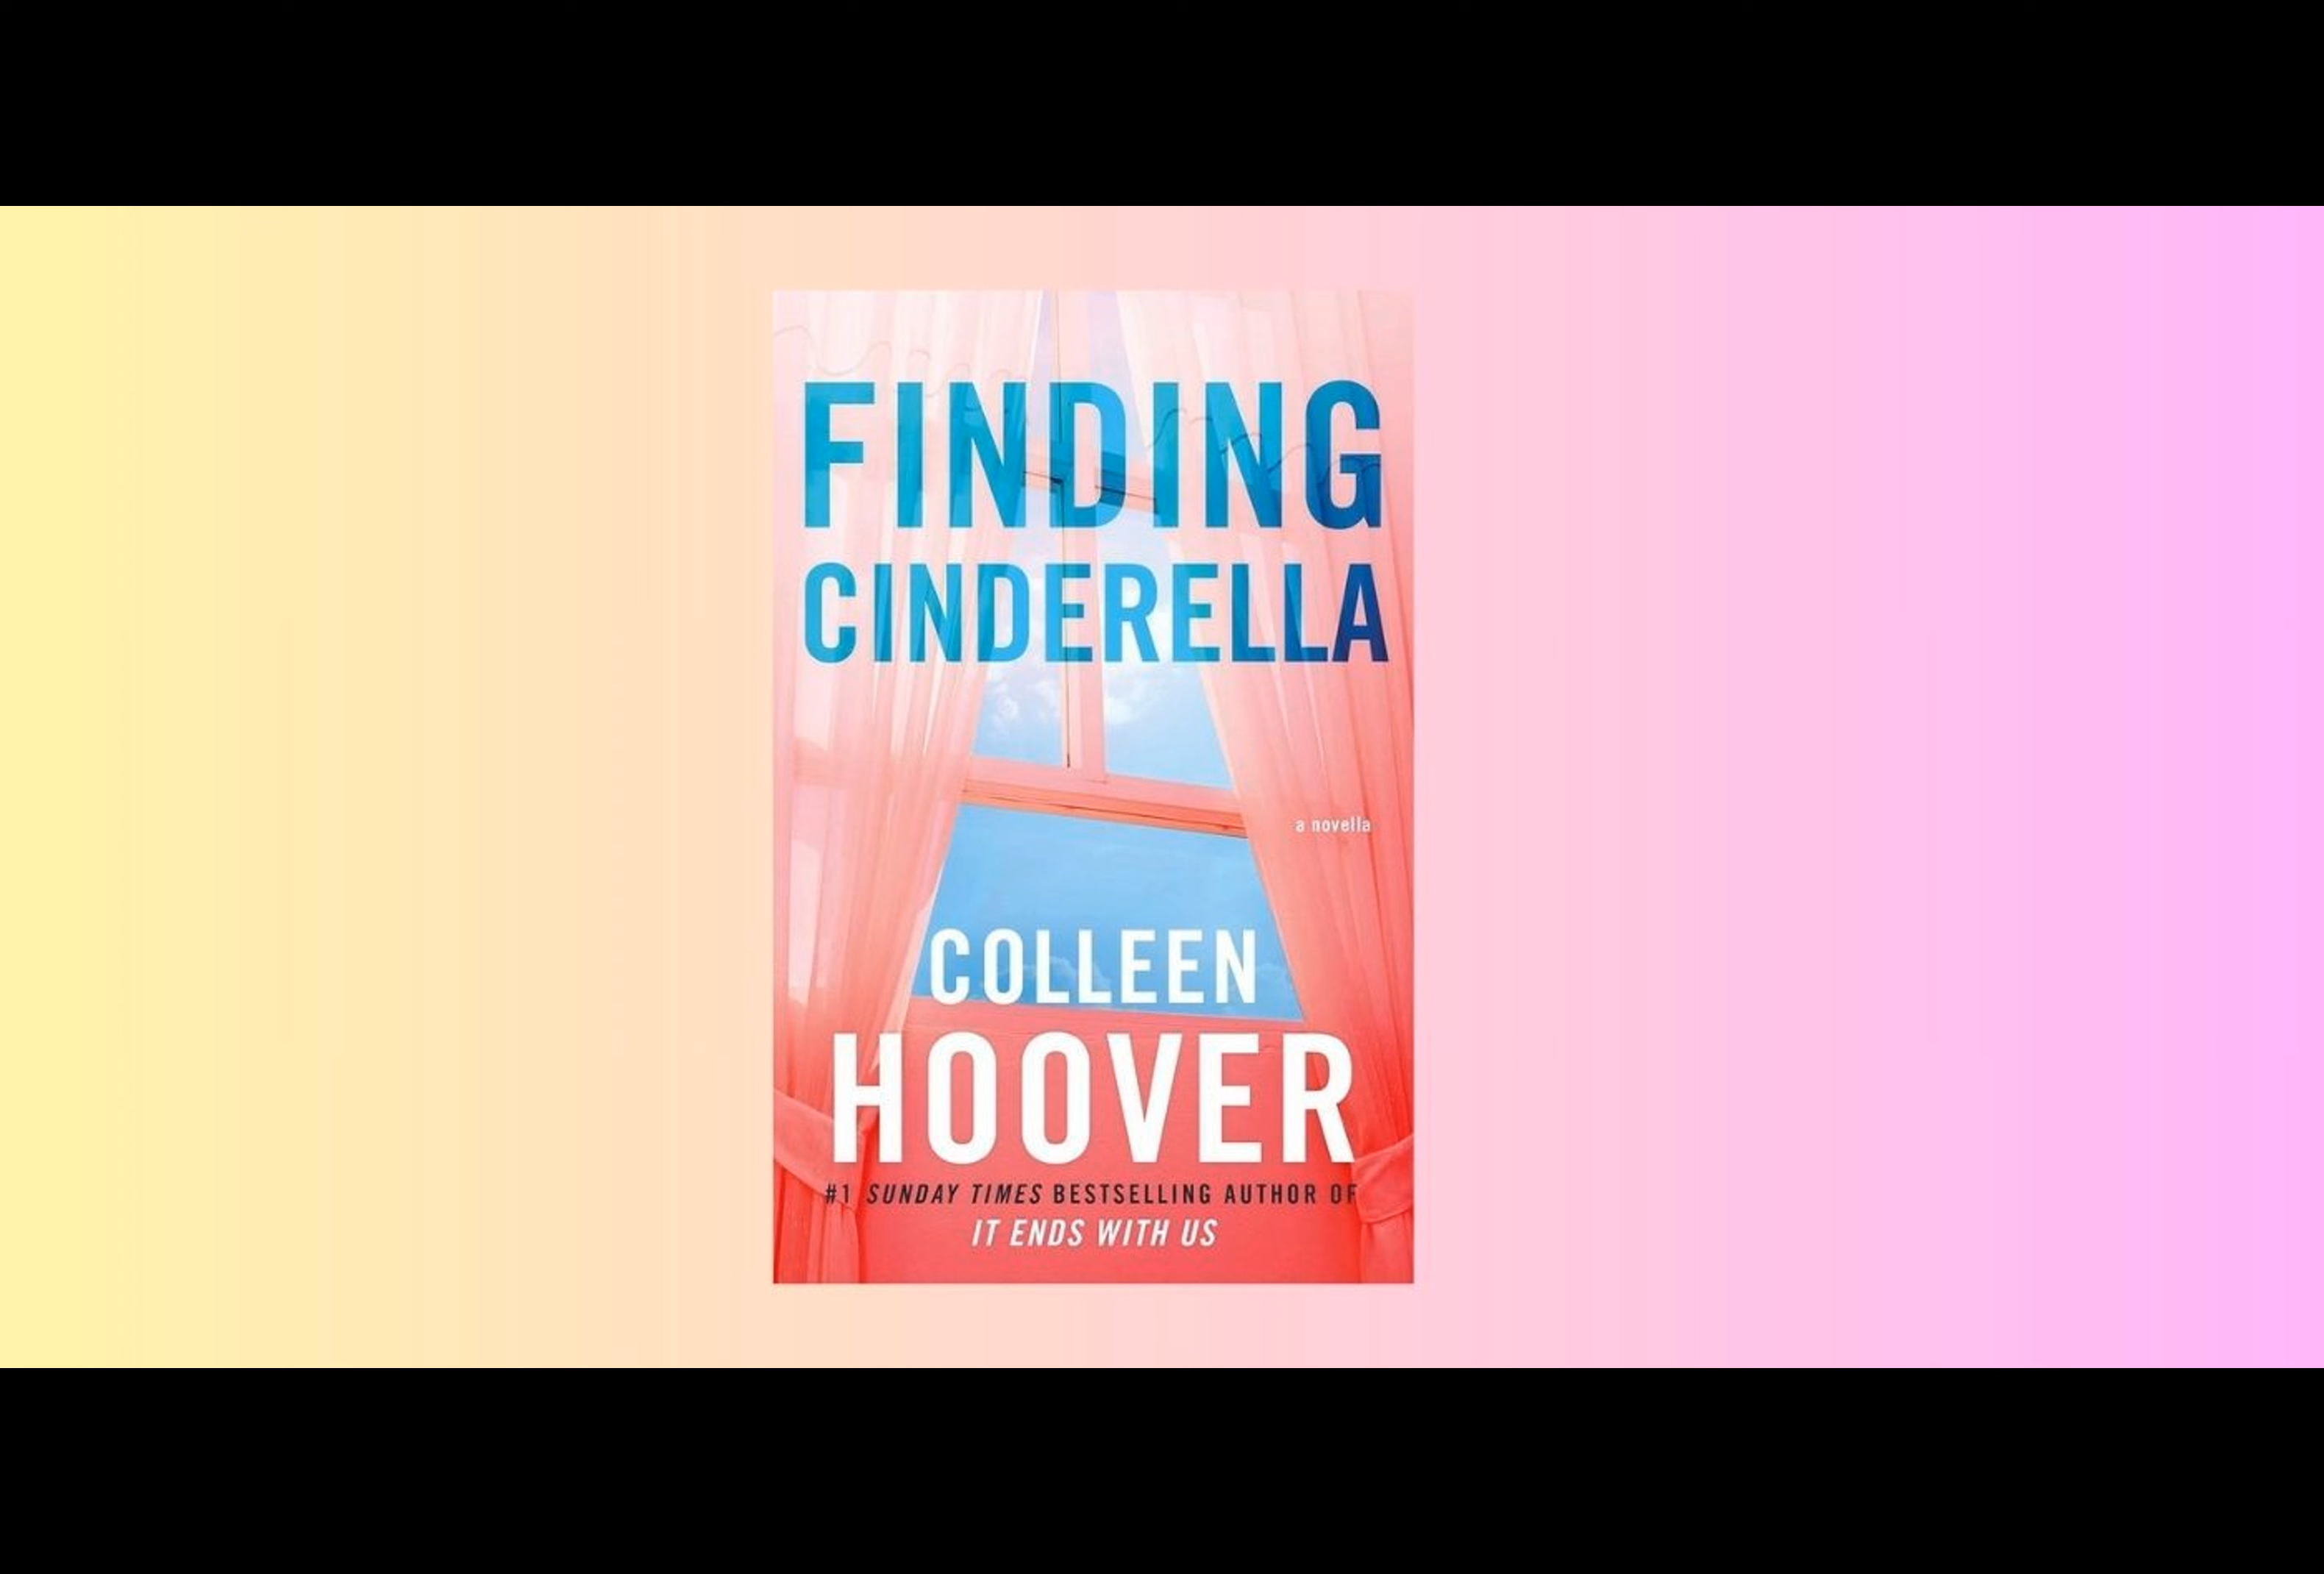 FINDING
CINDERELLA
a novella
COLLEEN
HOOVER
#1 SUNDAY TIMES BESTSELLING AUTHOR OF
IT ENDS WITH US